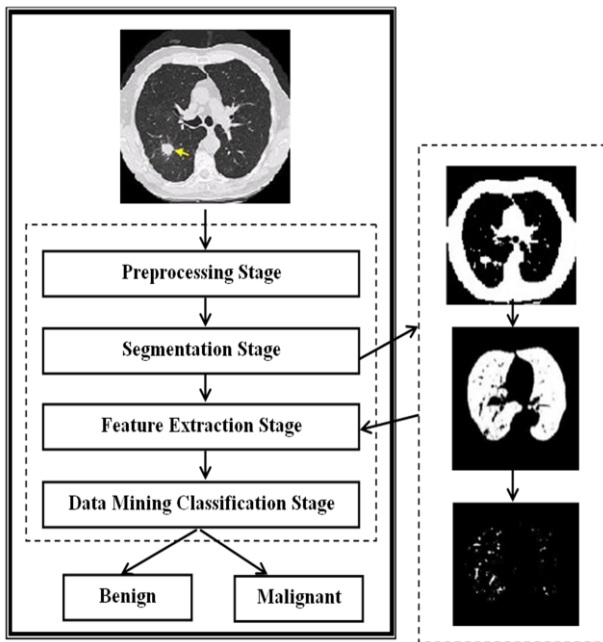 Preprocessing Stage
Segmentation Stage
Feature Extraction Stage
Data Mining Classification Stage
Benign
Malignant